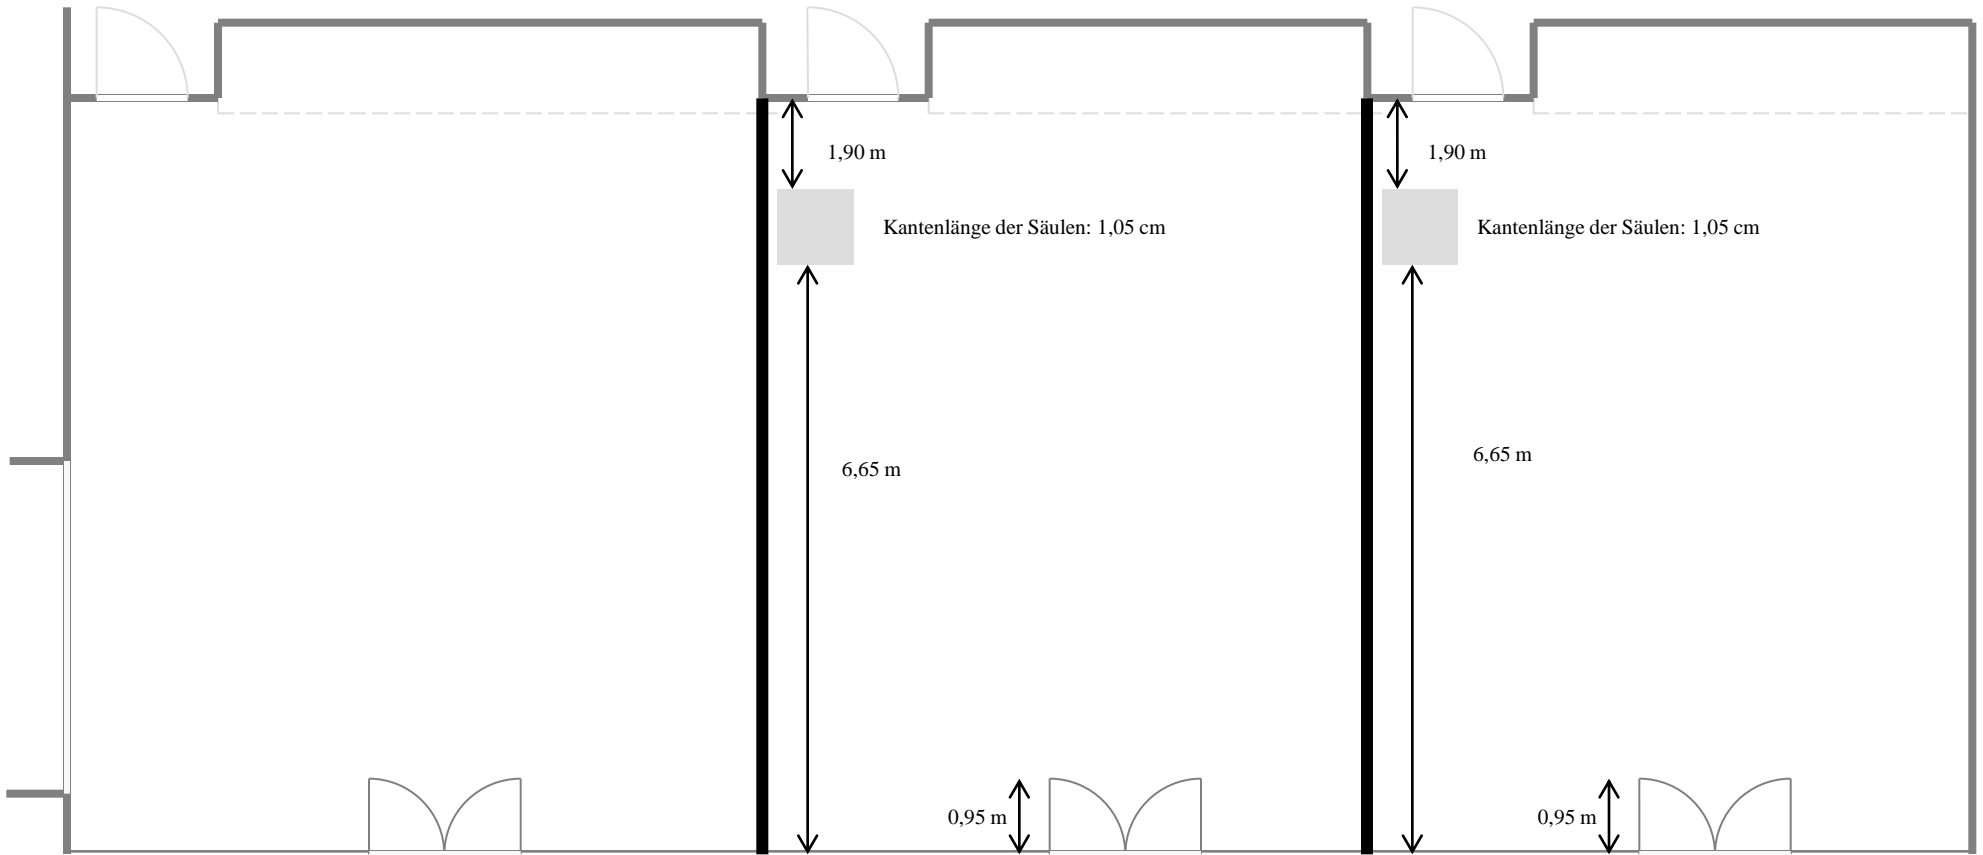 1,90 m
1,90 m
Kantenlänge der Säulen: 1,05 cm
Kantenlänge der Säulen: 1,05 cm
6,65 m
6,65 m
0,95 m
0,95 m